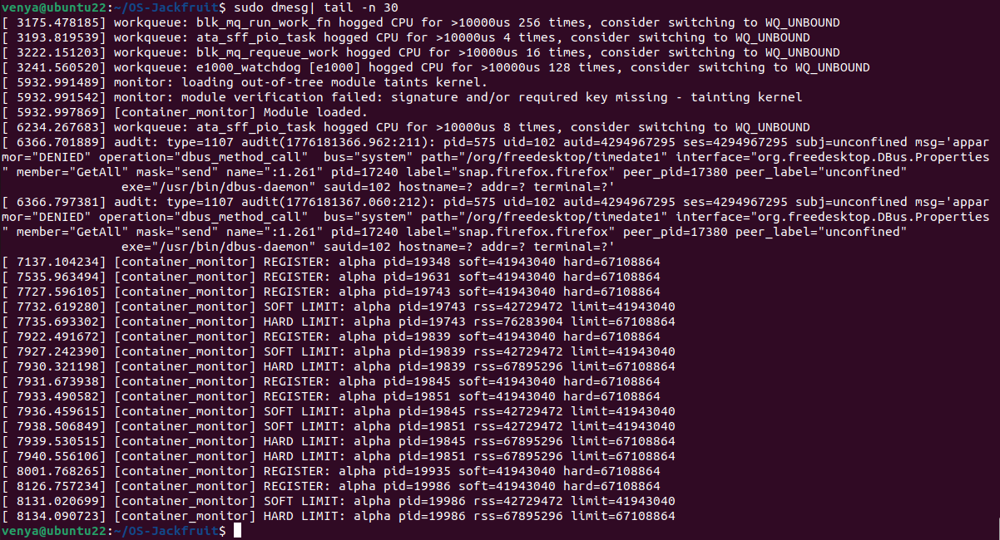 venya@ubuntu22:~/OS-Jackfruit$ sudo dmesg| tail -n 30
[ 3175.478185] workqueue: blk_mq_run_work_fn hogged CPU for >10000us 256 times, consider switching to WQ_UNBOUND
[ 3193.819539] workqueue: ata_sff_pio_task hogged CPU for >10000us 4 times, consider switching to WQ_UNBOUND
[ 3222.151203] workqueue: blk_mq_requeue_work hogged CPU for >10000us 16 times, consider switching to WQ_UNBOUND
[ 3241.560520] workqueue: e1000_watchdog [e1000] hogged CPU for >10000us 128 times, consider switching to WQ_UNBOUND
[ 5932.991489] monitor: loading out-of-tree module taints kernel.
[ 5932.991542] monitor: module verification failed: signature and/or required key missing - tainting kernel
[ 5932.997869] [container_monitor] Module loaded.
[ 6234.267683] workqueue: ata_sff_pio_task hogged CPU for >10000us 8 times, consider switching to WQ_UNBOUND
[ 6366.701889] audit: type=1107 audit(1776181366.962:211): pid=575 uid=102 auid=4294967295 ses=4294967295 subj=unconfined msg='appar
mor="DENIED" operation="dbus_method_call"  bus="system" path="/org/freedesktop/timedate1" interface="org.freedesktop.DBus.Properties
" member="GetAll" mask="send" name=":1.261" pid=17240 label="snap.firefox.firefox" peer_pid=17380 peer_label="unconfined"
exe="/usr/bin/dbus-daemon" sauid=102 hostname=? addr=? terminal=?'
[ 6366.797381] audit: type=1107 audit(1776181367.060:212): pid=575 uid=102 auid=4294967295 ses=4294967295 subj=unconfined msg='appar
mor="DENIED" operation="dbus_method_call"  bus="system" path="/org/freedesktop/timedate1" interface="org.freedesktop.DBus.Properties
" member="GetAll" mask="send" name=":1.261" pid=17240 label="snap.firefox.firefox" peer_pid=17380 peer_label="unconfined"
exe="/usr/bin/dbus-daemon" sauid=102 hostname=? addr=? terminal=?'
[ 7137.104234] [container_monitor] REGISTER: alpha pid=19348 soft=41943040 hard=67108864
[ 7535.963494] [container_monitor] REGISTER: alpha pid=19631 soft=41943040 hard=67108864
[ 7727.596105] [container_monitor] REGISTER: alpha pid=19743 soft=41943040 hard=67108864
[ 7732.619280] [container_monitor] SOFT LIMIT: alpha pid=19743 rss=42729472 limit=41943040
[ 7735.693302] [container_monitor] HARD LIMIT: alpha pid=19743 rss=76283904 limit=67108864
[ 7922.491672] [container_monitor] REGISTER: alpha pid=19839 soft=41943040 hard=67108864
[ 7927.242390] [container_monitor] SOFT LIMIT: alpha pid=19839 rss=42729472 limit=41943040
[ 7930.321198] [container_monitor] HARD LIMIT: alpha pid=19839 rss=67895296 limit=67108864
[ 7931.673938] [container_monitor] REGISTER: alpha pid=19845 soft=41943040 hard=67108864
[ 7933.490582] [container_monitor] REGISTER: alpha pid=19851 soft=41943040 hard=67108864
[ 7936.459615] [container_monitor] SOFT LIMIT: alpha pid=19845 rss=42729472 limit=41943040
[ 7938.506849] [container_monitor] SOFT LIMIT: alpha pid=19851 rss=42729472 limit=41943040
[ 7939.530515] [container_monitor] HARD LIMIT: alpha pid=19845 rss=67895296 limit=67108864
[ 7940.556106] [container_monitor] HARD LIMIT: alpha pid=19851 rss=67895296 limit=67108864
[ 8001.768265] [container_monitor] REGISTER: alpha pid=19935 soft=41943040 hard=67108864
[ 8126.757234] [container_monitor] REGISTER: alpha pid=19986 soft=41943040 hard=67108864
[ 8131.020699] [container_monitor] SOFT LIMIT: alpha pid=19986 rss=42729472 limit=41943040
[ 8134.090723] [container_monitor] HARD LIMIT: alpha pid=19986 rss=67895296 limit=67108864
venya@ubuntu22:~/OS-Jackfruit$